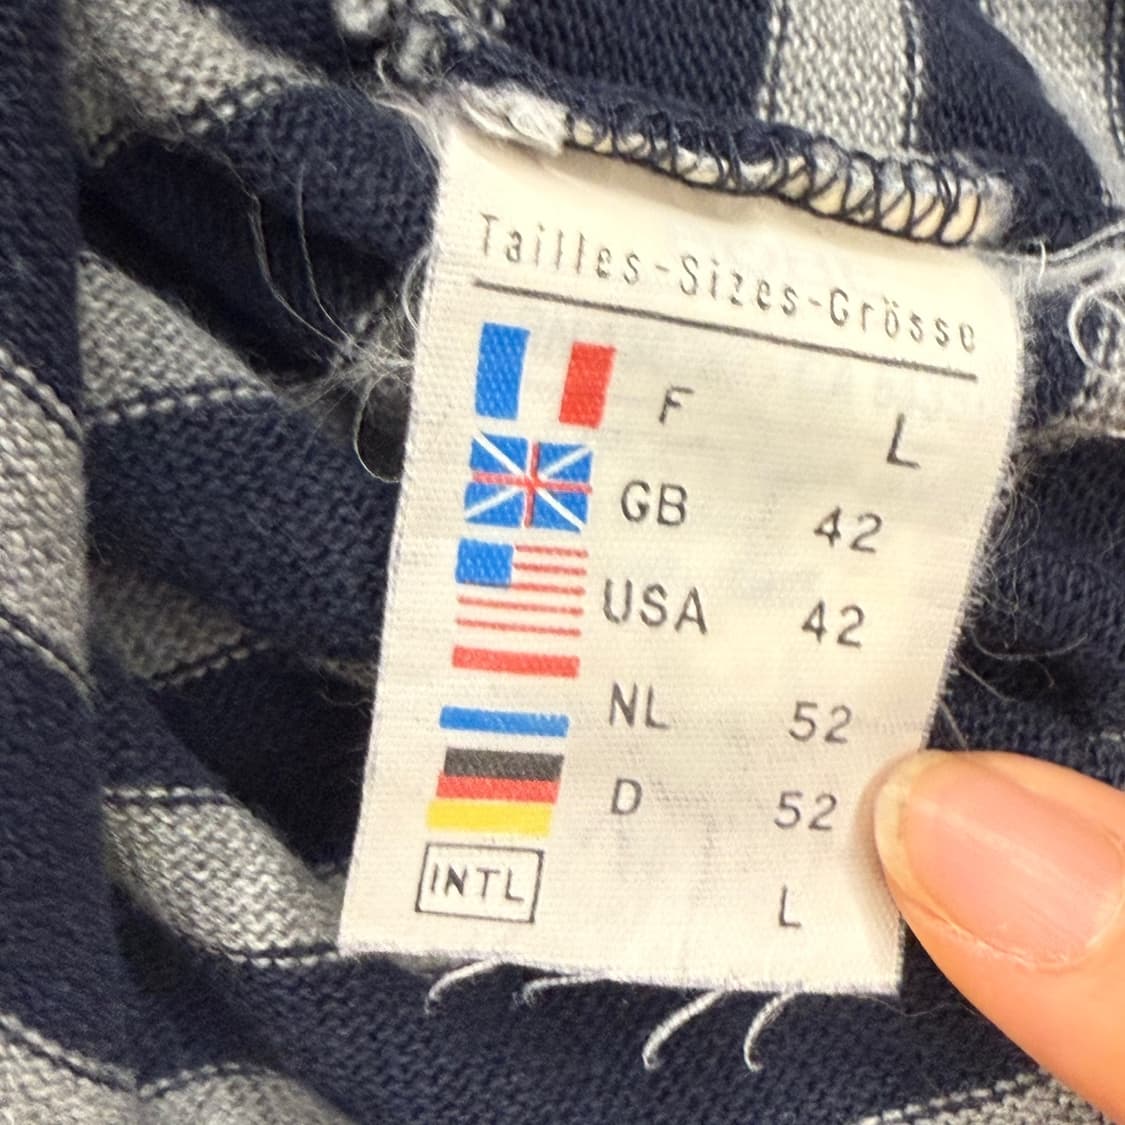 Tailles-Sizes-Grösse
F L
GB 42
USA 42
NL 52
D 52
INTL L